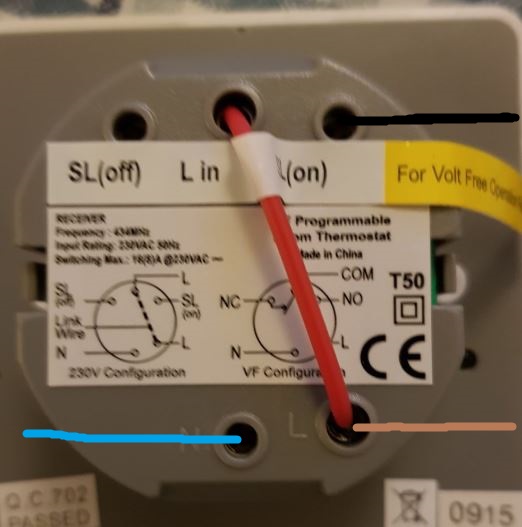 SL(off) L in L(on)
For Volt Free Operation
RECEIVER
Frequency : 434MHz
Input Rating: 230VAC 50Hz
Switching Max.: 16(8)A @230VAC
Programmable
om Thermostat
Made in China
T50
SL
(off)
L
SL
(on)
Link
Wire
N
L
230V Configuration
COM
NC
NO
N
L
VF Configura
CE
N
L
Q.C.702
PASSED
0915